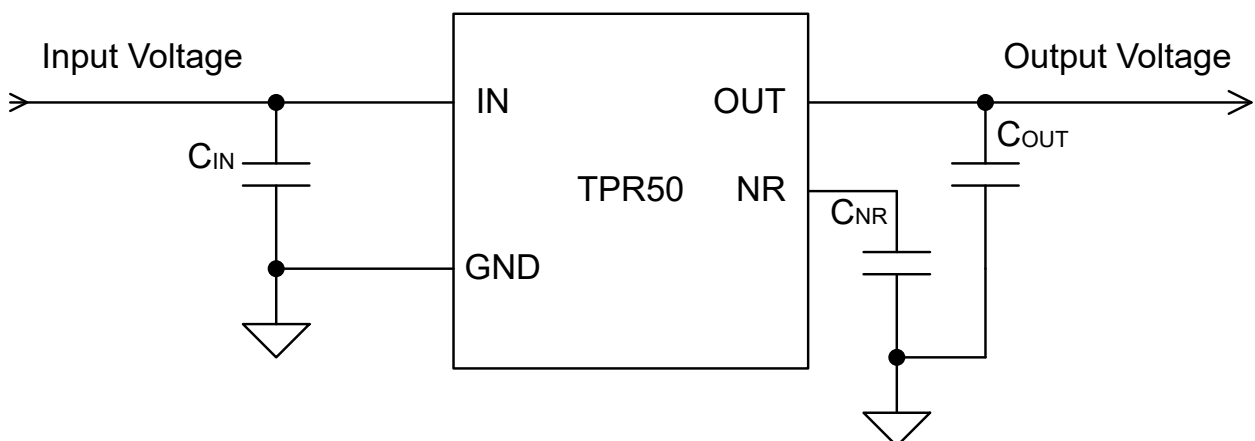 Input Voltage
Output Voltage
IN
OUT
COUT
CIN
TPR50
NR
CNR
GND